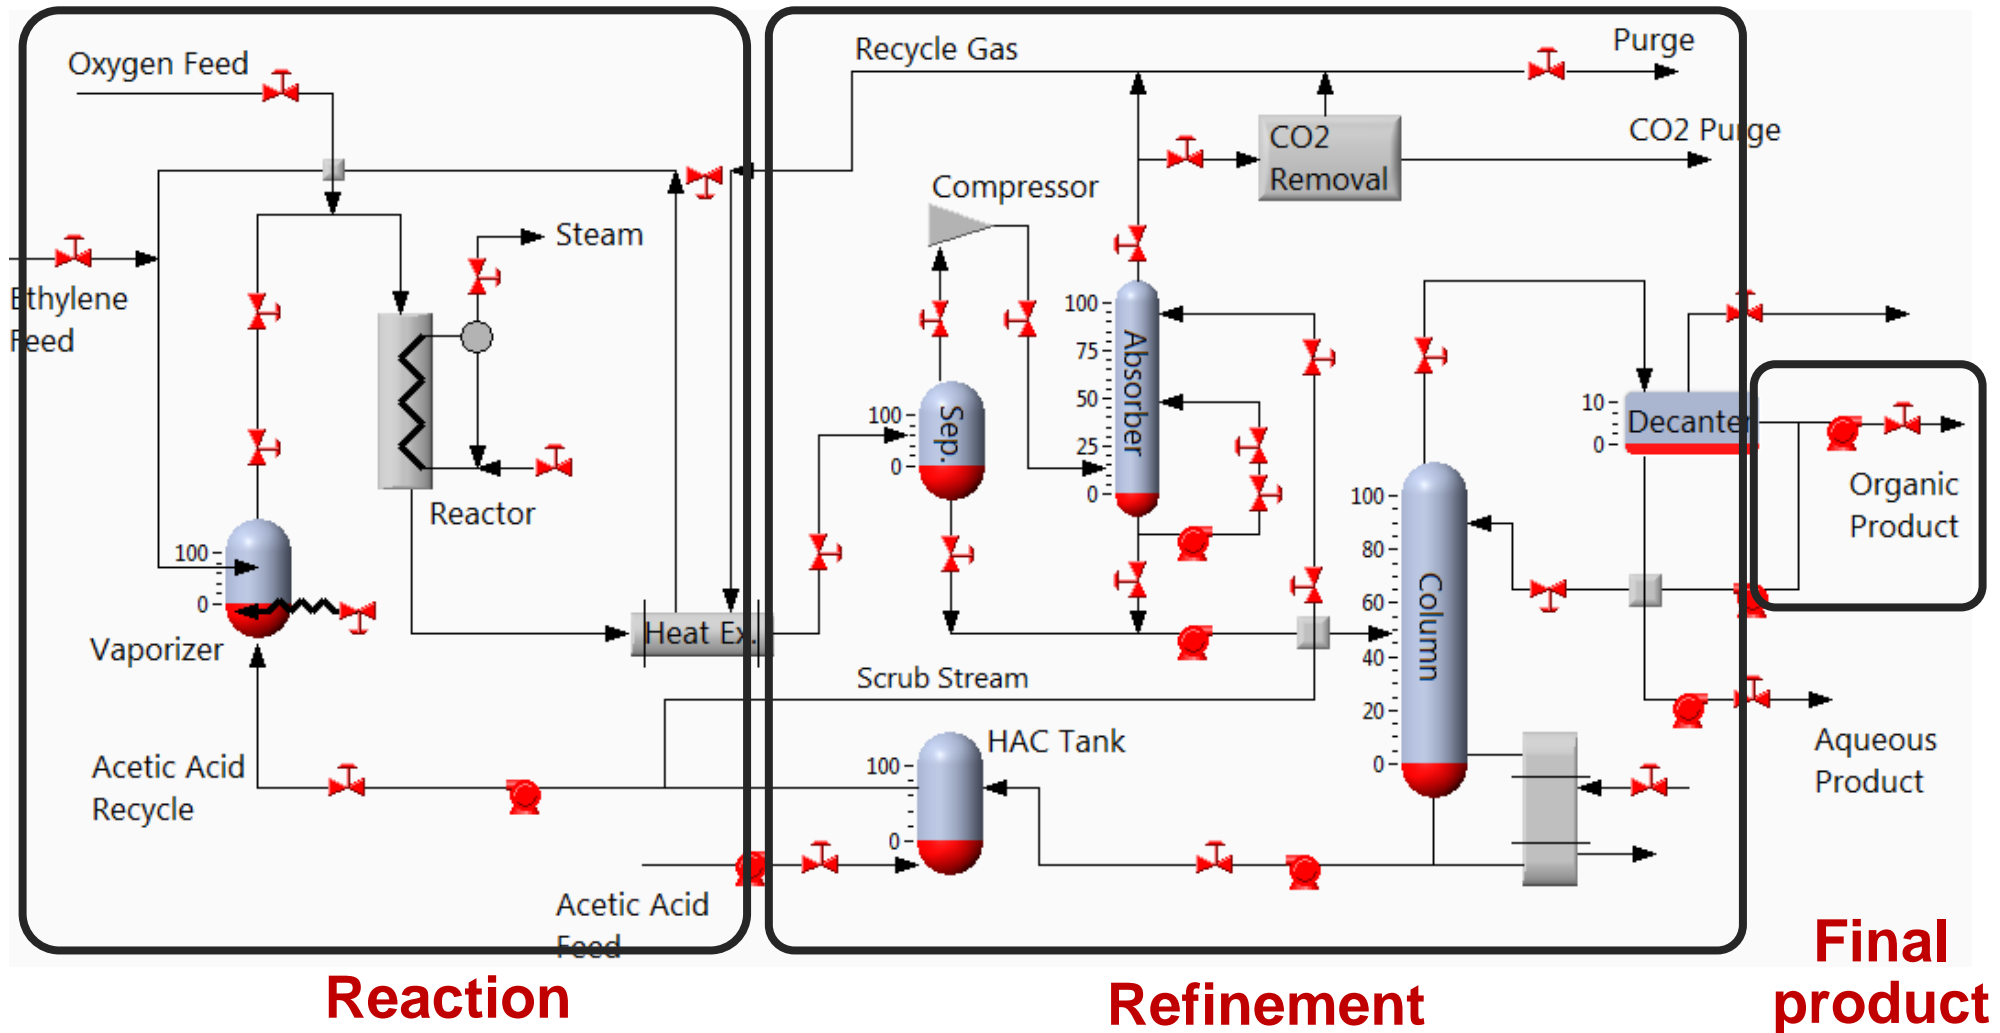 Oxygen Feed
Ethylene
Feed
Steam
Reactor
100
0
Vaporizer
Acetic Acid
Recycle
Acetic Acid
Feed
Heat Ex.
Recycle Gas
Purge
CO2
Removal
CO2 Purge
Compressor
100
0
Sep.
100
75
50
25
0
Absorber
Scrub Stream
HAC Tank
100
0
100
80
60
40
20
0
Column
10
0
Decanter
Organic
Product
Aqueous
Product
Reaction
Refinement
Final
product